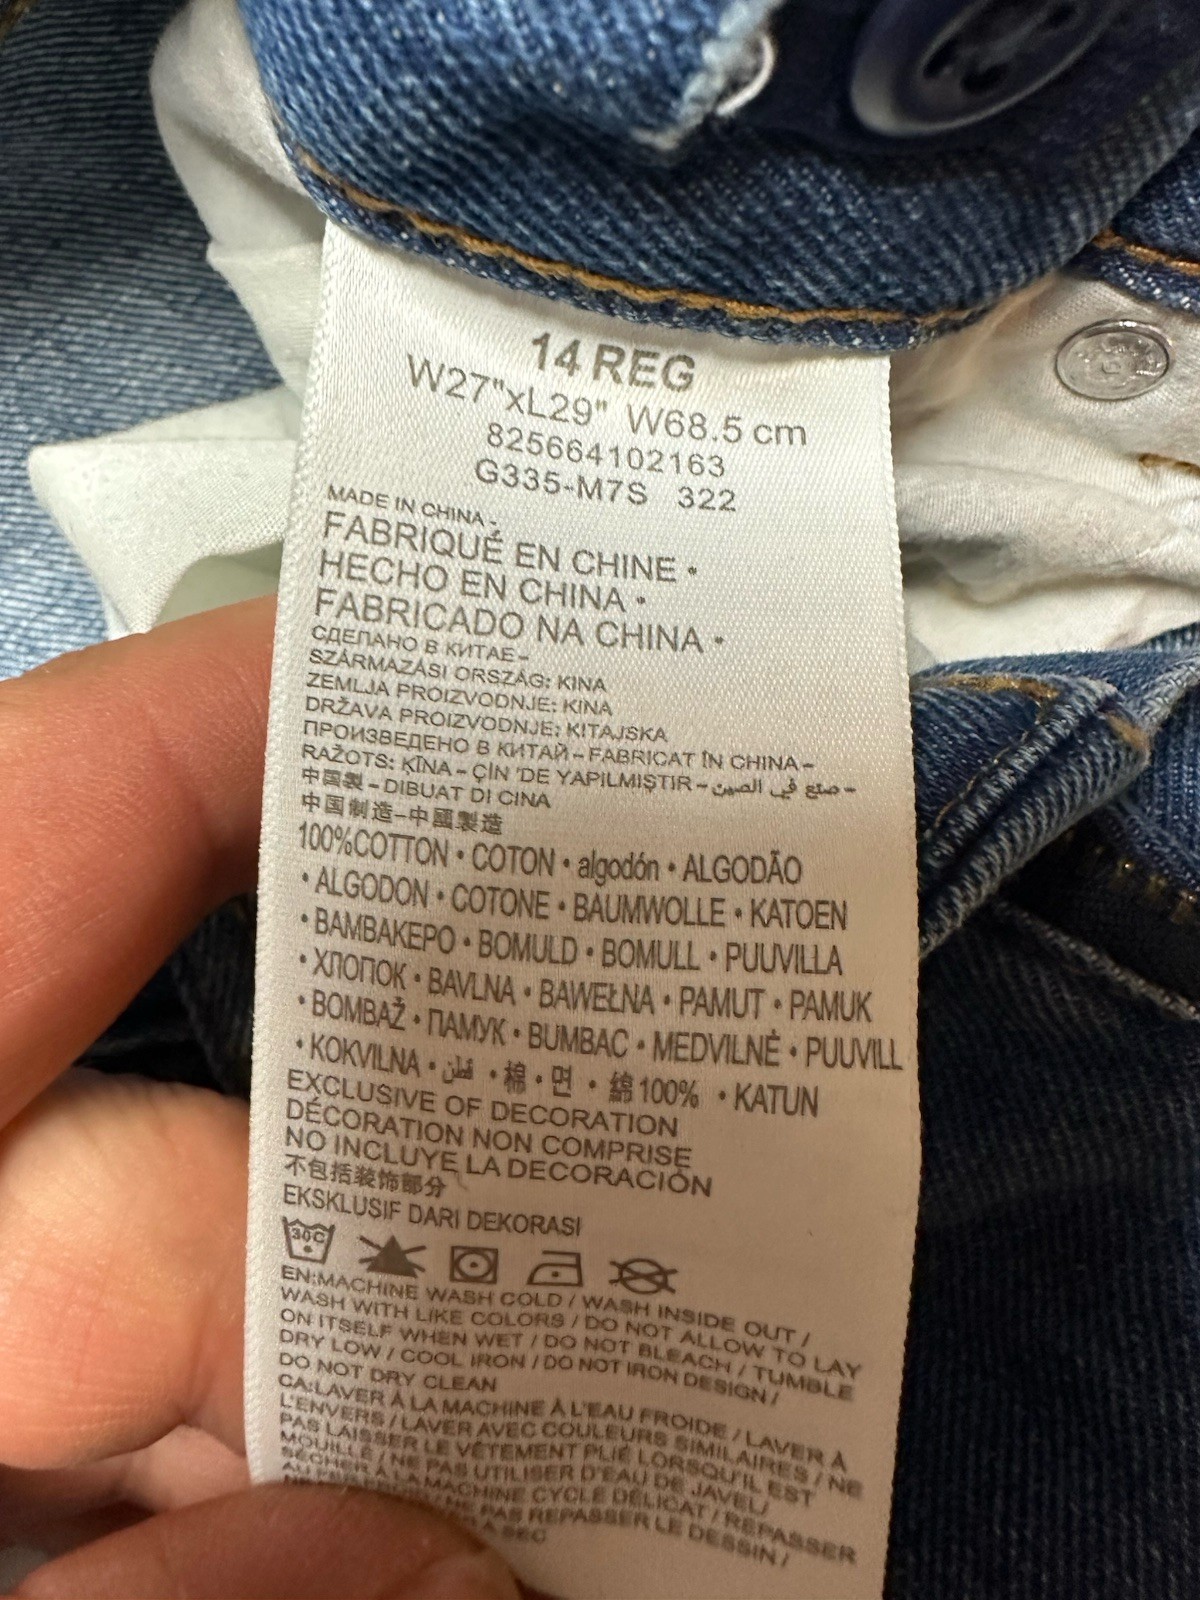 14 REG
W27"xL29" W68.5 cm
825664102163
G335-M7S 322
MADE IN CHINA -
FABRIQUÉ EN CHINE •
HECHO EN CHINA •
FABRICADO NA CHINA •
СДЕЛАНО В КИТАЕ -
SZÁRMAZÁSI ORSZÁG: KINA
ZEMLJA PROIZVODNJE: KINA
DRŽAVA PROIZVODNJE: KITAJSKA
ПРОИЗВЕДЕНО В КИТАЙ - FABRICAT ÎN CHINA -
RAŽOTS: ĶĪNA - ÇİN 'DE YAPILMIŞTIR - صنع في الصين -
中国製 - DIBUAT DI CINA
中国制造-中國製造
100%COTTON • COTON • algodón • ALGODÃO
• ALGODON • COTONE • BAUMWOLLE • KATOEN
• ΒΑΜΒΑΚΕΡΟ • BOMULD • BOMULL • PUUVILLA
• ХЛОПОК • BAVLNA • BAWEŁNA • PAMUT • PAMUK
• BOMBAŽ • ПАМУК • BUMBAC • MEDVILNĖ • PUUVILL
• KOKVILNA • قطن • 棉 • 면 • 綿100% • KATUN
EXCLUSIVE OF DECORATION
DÉCORATION NON COMPRISE
NO INCLUYE LA DECORACIÓN
不包括装饰部分
EKSKLUSIF DARI DEKORASI
30C
EN:MACHINE WASH COLD / WASH INSIDE OUT /
WASH WITH LIKE COLORS / DO NOT ALLOW TO LAY
ON ITSELF WHEN WET / DO NOT BLEACH / TUMBLE
DRY LOW / COOL IRON / DO NOT IRON DESIGN /
DO NOT DRY CLEAN
CA:LAVER À LA MACHINE À L'EAU FROIDE / LAVER À
L'ENVERS / LAVER AVEC COULEURS SIMILAIRES / NE
PAS LAISSER LE VÊTEMENT PLIÉ LORSQU'IL EST
MOUILLÉ / NE PAS UTILISER D'EAU DE JAVEL/
SÉCHER À LA MACHINE CYCLE DÉLICAT / REPASSER
NE PAS REPASSER LE DESSIN /
À SEC